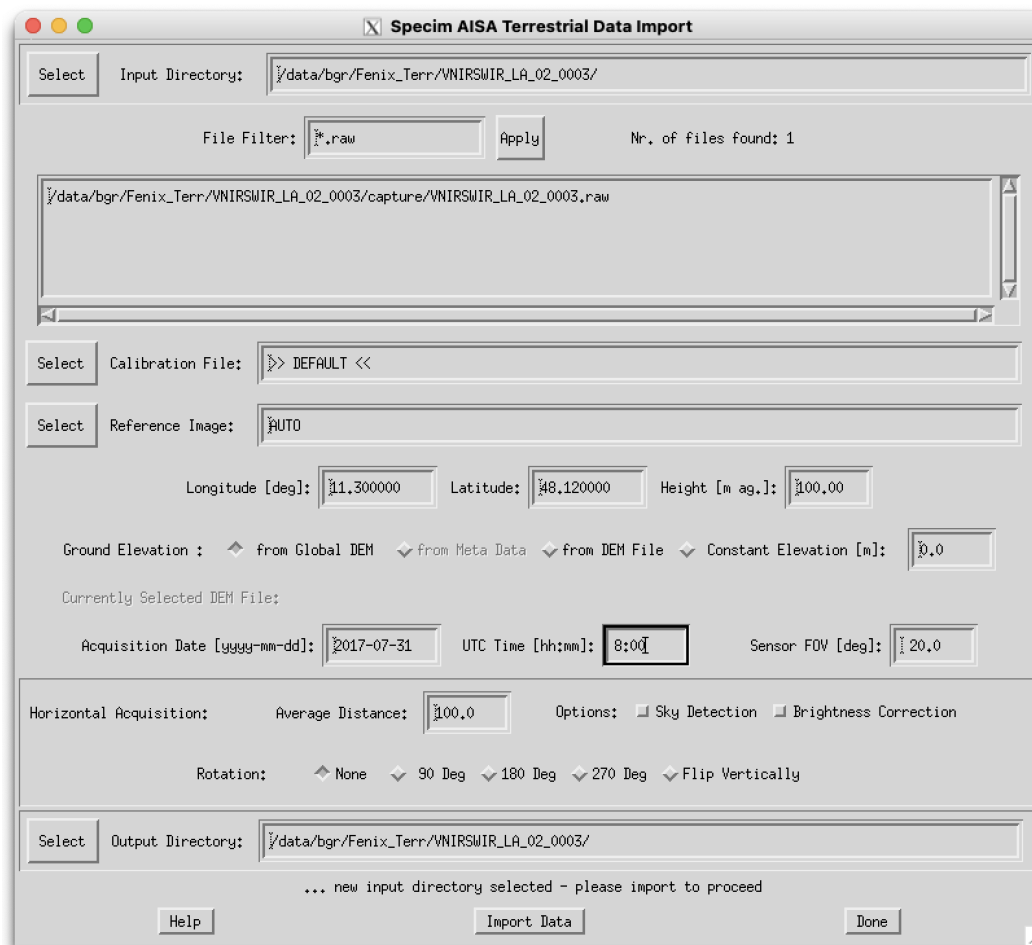 Specim AISA Terrestrial Data Import
Select Input Directory: /data/bgr/Fenix_Terr/VNIRSWIR_LA_02_0003/
File Filter: *.raw Apply Nr. of files found: 1
/data/bgr/Fenix_Terr/VNIRSWIR_LA_02_0003/capture/VNIRSWIR_LA_02_0003.raw
Select Calibration File: >> DEFAULT <<
Select Reference Image: AUTO
Longitude [deg]: 11.300000 Latitude: 48.120000 Height [m ag.]: 100.00
Ground Elevation : from Global DEM from Meta Data from DEM File Constant Elevation [m]: 0.0
Currently Selected DEM File:
Acquisition Date [yyyy-mm-dd]: 2017-07-31 UTC Time [hh:mm]: 8:00 Sensor FOV [deg]: 20.0
Horizontal Acquisition: Average Distance: 100.0 Options: Sky Detection Brightness Correction
Rotation: None 90 Deg 180 Deg 270 Deg Flip Vertically
Select Output Directory: /data/bgr/Fenix_Terr/VNIRSWIR_LA_02_0003/
... new input directory selected - please import to proceed
Help Import Data Done